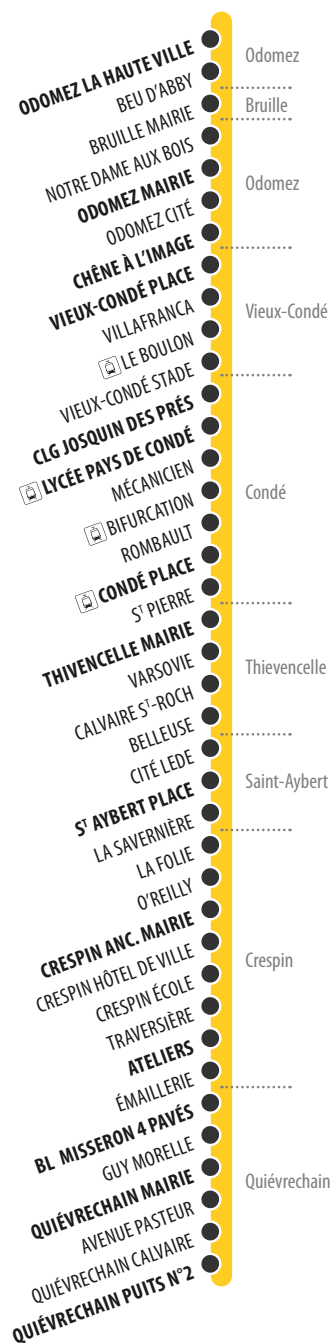 ODOMEZ LA HAUTE VILLE
BEU D'ABBY
BRUILLE MAIRIE
NOTRE DAME AUX BOIS
ODOMEZ MAIRIE
ODOMEZ CITÉ
CHÊNE À L'IMAGE
VIEUX-CONDÉ PLACE
VILLAFRANCA
LE BOULON
VIEUX-CONDÉ STADE
CLG JOSQUIN DES PRÉS
LYCÉE PAYS DE CONDÉ
MÉCANICIEN
BIFURCATION
ROMBAULT
CONDÉ PLACE
ST PIERRE
THIVENCELLE MAIRIE
VARSOVIE
CALVAIRE ST-ROCH
BELLEUSE
CITÉ LEDE
ST AYBERT PLACE
LA SAVERNIÈRE
LA FOLIE
O'REILLY
CRESPIN ANC. MAIRIE
CRESPIN HÔTEL DE VILLE
CRESPIN ÉCOLE
TRAVERSIÈRE
ATELIERS
ÉMAILLERIE
BL MISSERON 4 PAVÉS
GUY MORELLE
QUIÉVRECHAIN MAIRIE
AVENUE PASTEUR
QUIÉVRECHAIN CALVAIRE
QUIÉVRECHAIN PUITS N°2
Odomez
Bruille
Odomez
Vieux-Condé
Condé
Thievencelle
Saint-Aybert
Crespin
Quiévrechain